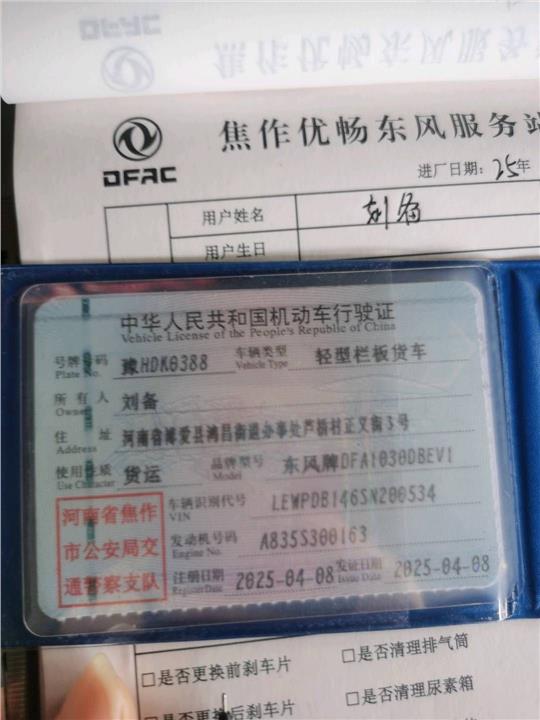 焦作优畅东风服务站
DFAC
进厂日期：25年
用户姓名 刘备
用户生日
中华人民共和国机动车行驶证
Vehicle License of the People's Republic of China
号牌号码 豫HDK0388 车辆类型 轻型栏板货车
Plate No. Vehicle Type
所有人 刘备
Owner
住址 河南省博爱县鸿昌街道办事处芦桥村正义街3号
使用性质 货运 品牌型号 东风牌DFA1030DBEV1
Use Character Model
河南省焦作
市公安局交
通警察支队
车辆识别代号 LEWPDB146SN200534
VIN
发动机号码 A835S300163
Engine No.
注册日期 2025-04-08 发证日期 2025-04-08
Register Date Issue Date
□是否更换前刹车片 □是否清理排气筒
□是否更换后刹车片 □是否清理尿素箱